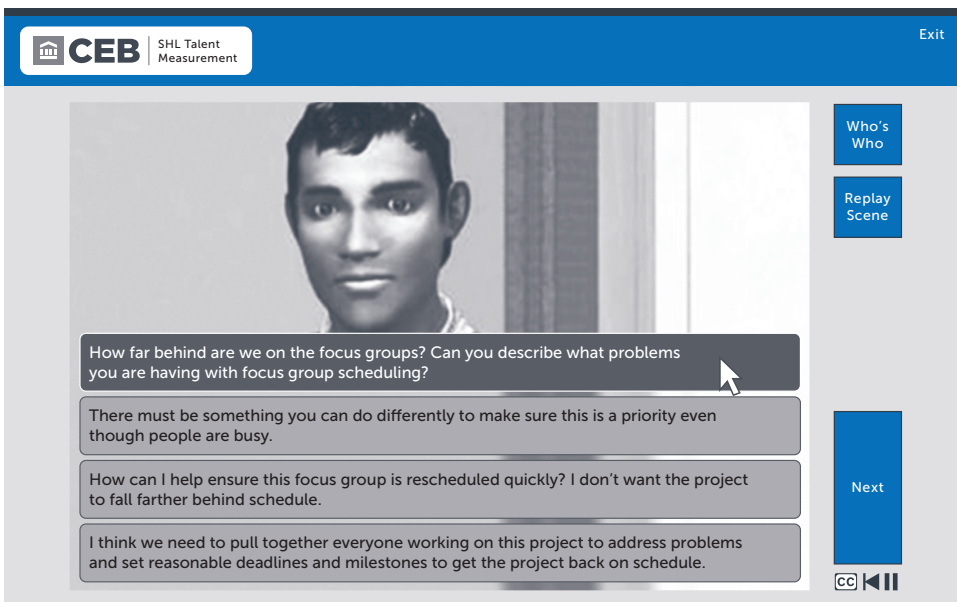 Exit
CEB
SHL Talent
Measurement
Who's
Who
Replay
Scene
How far behind are we on the focus groups? Can you describe what problems
you are having with focus group scheduling?
There must be something you can do differently to make sure this is a priority even
though people are busy.
How can I help ensure this focus group is rescheduled quickly? I don't want the project
to fall farther behind schedule.
I think we need to pull together everyone working on this project to address problems
and set reasonable deadlines and milestones to get the project back on schedule.
Next
CC